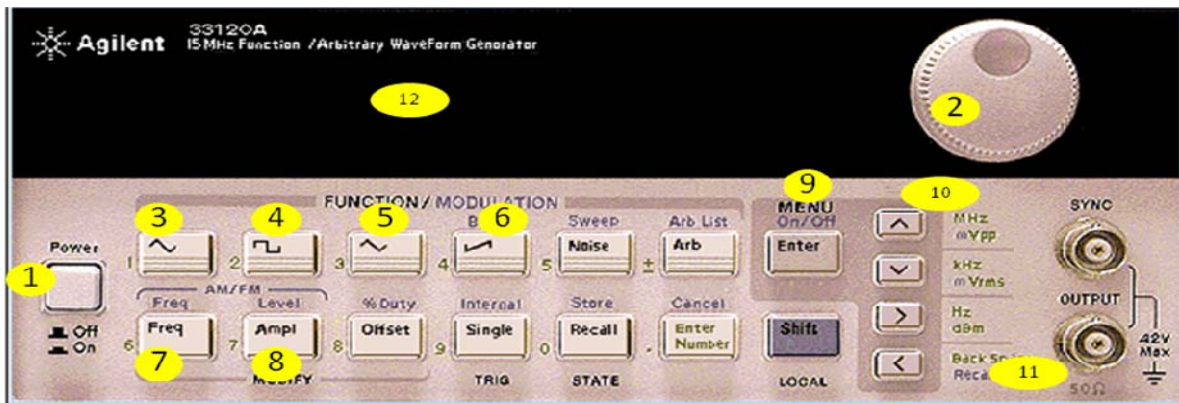 Agilent
33120A
15 MHz Function / Arbitrary WaveForm Generator
12
2
9
10
3
4
5
6
FUNCTION / MODULATION
Sweep
Arb List
MENU
On/Off
MHz
mVpp
SYNC
Power
1
1
2
3
4
5
Noise
±
Arb
Enter
kHz
mVrms
AM/FM
Freq
Level
% Duty
Internal
Store
Cancel
OUTPUT
Off
On
6
Freq
7
Ampl
8
Offset
9
Single
0
Recall
.
Enter
Number
Shift
Hz
dBm
42V
Max
7
8
MODIFY
TRIG
STATE
LOCAL
Back
11
50Ω